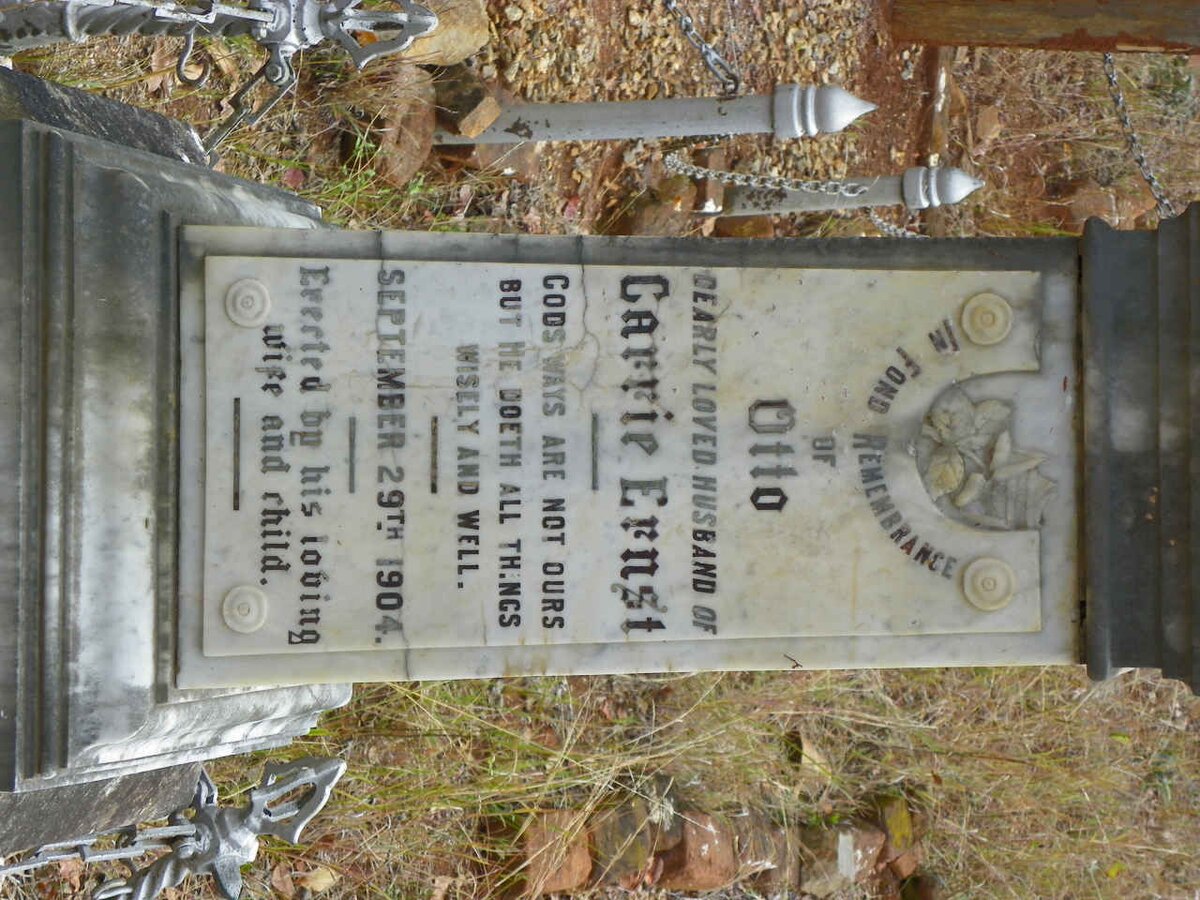 IN FOND REMEMBRANCE
OF
Otto
DEARLY LOVED HUSBAND OF
Carrie Ernst
GODS WAYS ARE NOT OURS
BUT HE DOETH ALL THINGS
WISELY AND WELL.
SEPTEMBER 29TH 1904.
Erected by his loving
wife and child.